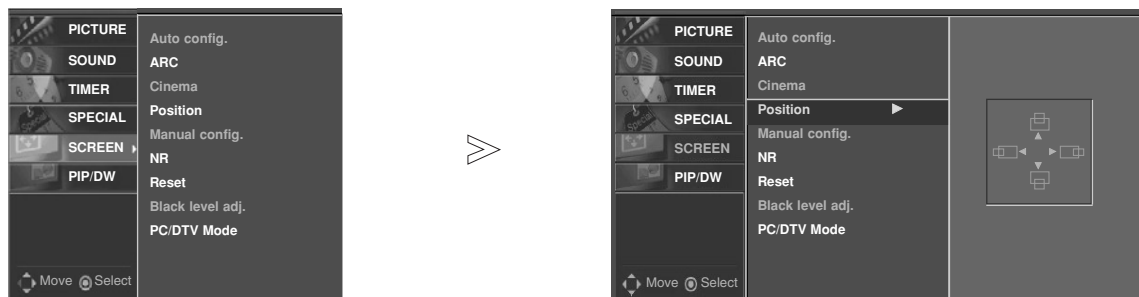 PICTURE
SOUND
TIMER
SPECIAL
SCREEN
PIP/DW
Move Select
Auto config.
ARC
Cinema
Position
Manual config.
NR
Reset
Black level adj.
PC/DTV Mode
PICTURE
SOUND
TIMER
SPECIAL
SCREEN
PIP/DW
Move Select
Auto config.
ARC
Cinema
Position
Manual config.
NR
Reset
Black level adj.
PC/DTV Mode